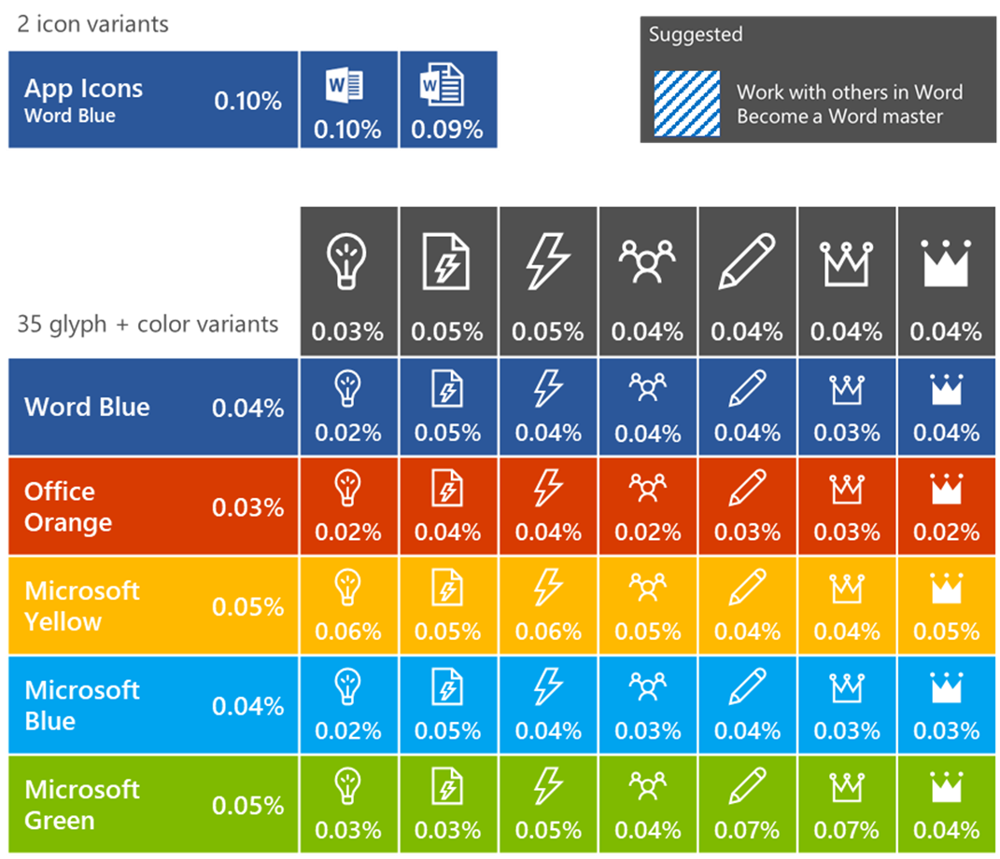 2 icon variants
App Icons
Word Blue
0.10%
W
0.10%
W
0.09%
Suggested
Work with others in Word
Become a Word master
35 glyph + color variants
0.03% 0.05% 0.05% 0.04% 0.04% 0.04% 0.04%
Word Blue 0.04%
0.02% 0.05% 0.04% 0.04% 0.04% 0.03% 0.04%
Office
Orange
0.03%
0.02% 0.04% 0.04% 0.02% 0.03% 0.03% 0.02%
Microsoft
Yellow
0.05%
0.06% 0.05% 0.06% 0.05% 0.04% 0.04% 0.05%
Microsoft
Blue
0.04%
0.02% 0.05% 0.04% 0.03% 0.04% 0.03% 0.03%
Microsoft
Green
0.05%
0.03% 0.03% 0.05% 0.04% 0.07% 0.07% 0.04%